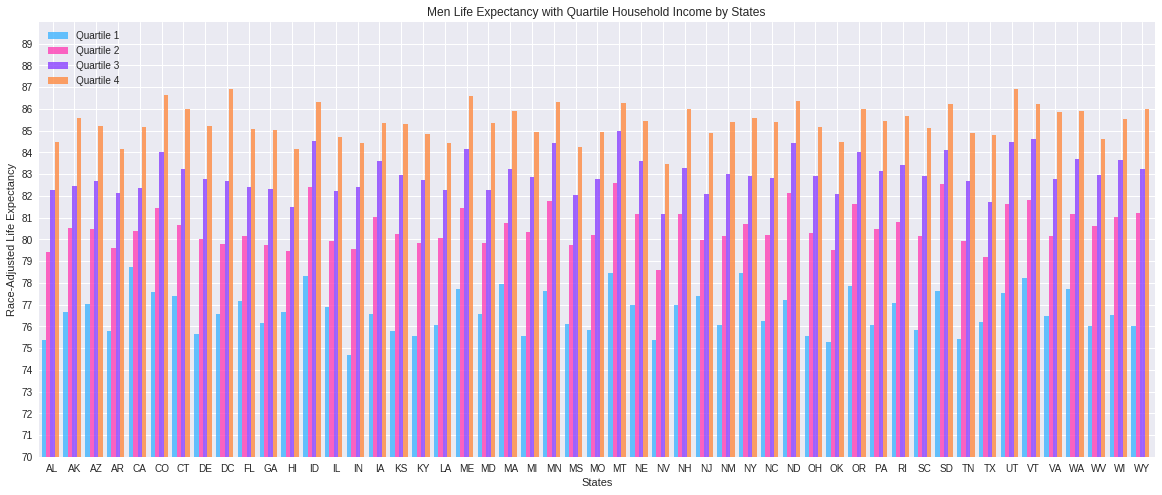 Men Life Expectancy with Quartile Household Income by States
Quartile 1
Quartile 2
Quartile 3
Quartile 4
Race-Adjusted Life Expectancy
89
88
87
86
85
84
83
82
81
80
79
78
77
76
75
74
73
72
71
70
AL AK AZ AR CA CO CT DE DC FL GA HI ID IL IN IA KS KY LA ME MD MA MI MN MS MO MT NE NV NH NJ NM NY NC ND OH OK OR PA RI SC SD TN TX UT VT VA WA WV WI WY
States